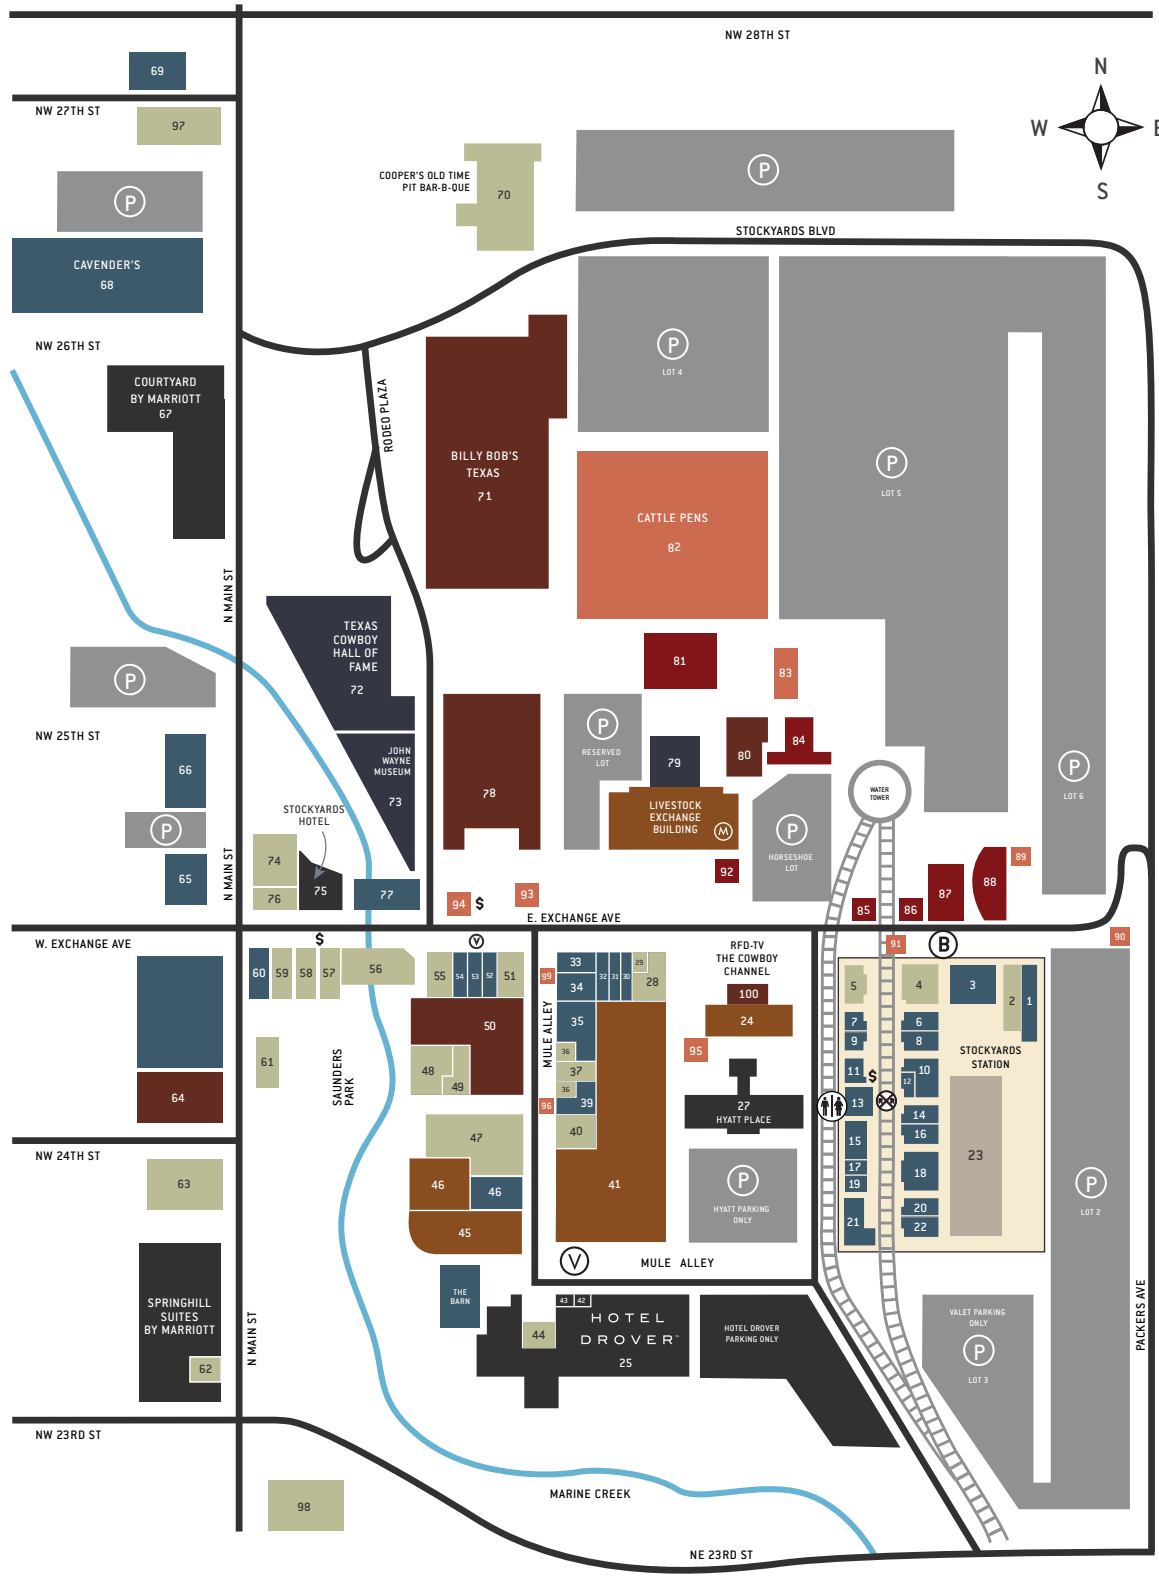 NW 28TH ST
N
W
E
S
69
NW 27TH ST
97
P
COOPER'S OLD TIME
PIT BAR-B-QUE
70
P
STOCKYARDS BLVD
CAVENDER'S
68
NW 26TH ST
COURTYARD
BY MARRIOTT
67
RODEO PLAZA
P
LOT 4
BILLY BOB'S
TEXAS
71
P
LOT 5
CATTLE PENS
82
N MAIN ST
TEXAS
COWBOY
HALL OF
FAME
72
81
83
P
NW 25TH ST
66
JOHN
WAYNE
MUSEUM
73
78
P
RESERVED
LOT
79
80
84
P
LOT 6
WATER
TOWER
STOCKYARDS
HOTEL
P
LIVESTOCK
EXCHANGE
BUILDING
M
P
HORSESHOE
LOT
74
76
75
77
65
N MAIN ST
92
93
94
$
85
86
87
88
89
E. EXCHANGE AVE
W. EXCHANGE AVE
$
V
91
B
90
60
59
58
57
56
55
54
53
52
51
99
33
34
32
31
30
29
28
RFD-TV
THE COWBOY
CHANNEL
100
24
5
4
3
2
1
50
48
49
MULE ALLEY
35
36
37
36
39
40
41
95
96
7
9
6
8
STOCKYARDS
STATION
61
SAUNDERS
PARK
64
27
HYATT PLACE
11
$
10
12
13
14
16
15
17
19
18
20
22
21
23
47
46
46
45
NW 24TH ST
63
P
HYATT PARKING
ONLY
P
LOT 2
V
MULE ALLEY
THE
BARN
SPRINGHILL
SUITES
BY MARRIOTT
62
N MAIN ST
43
42
44
HOTEL
DROVER™
25
HOTEL DROVER
PARKING ONLY
VALET PARKING
ONLY
P
LOT 3
PACKERS AVE
NW 23RD ST
98
MARINE CREEK
NE 23RD ST